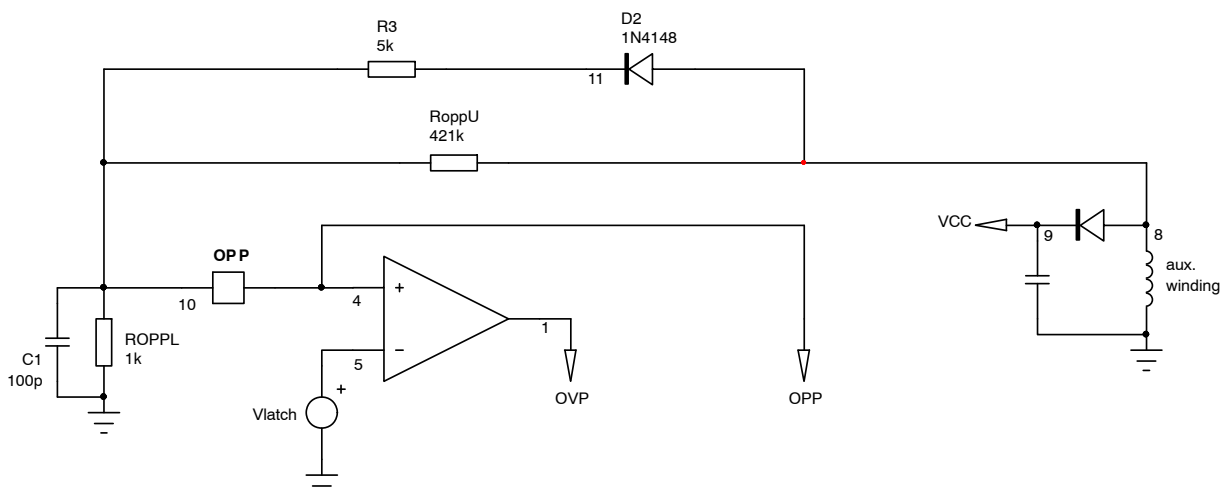 D2
1N4148
R3
5k
11
RoppU
421k
VCC
9
8
aux.
winding
OPP
10
4
+
1
5
−
ROPPL
1k
C1
100p
+
Vlatch
OVP
OPP